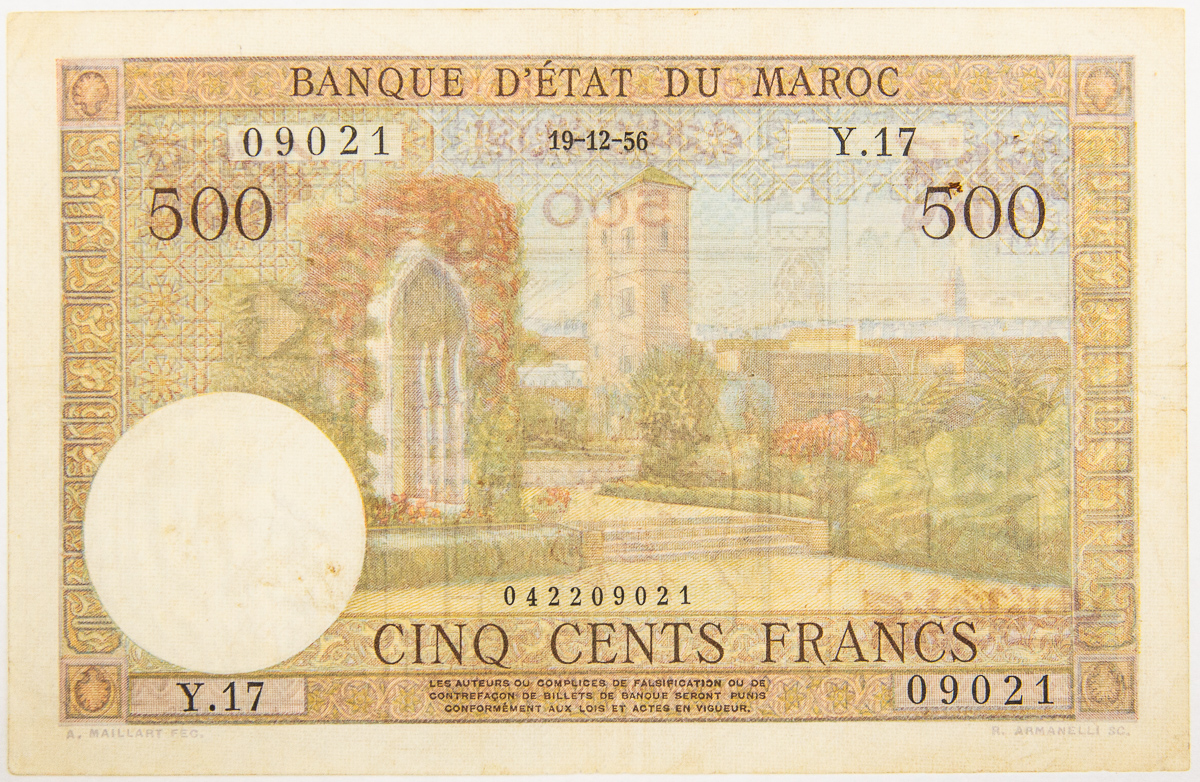 BANQUE D'ÉTAT DU MAROC
09021 19-12-56 Y.17
500 500
042209021
CINQ CENTS FRANCS
LES AUTEURS OU COMPLICES DE FALSIFICATION OU DE
CONTREFAÇON DE BILLETS DE BANQUE SERONT PUNIS
CONFORMÉMENT AUX LOIS ET ACTES EN VIGUEUR.
Y.17 09021
A. MAILLART FEC. R. ARMANELLI SC.